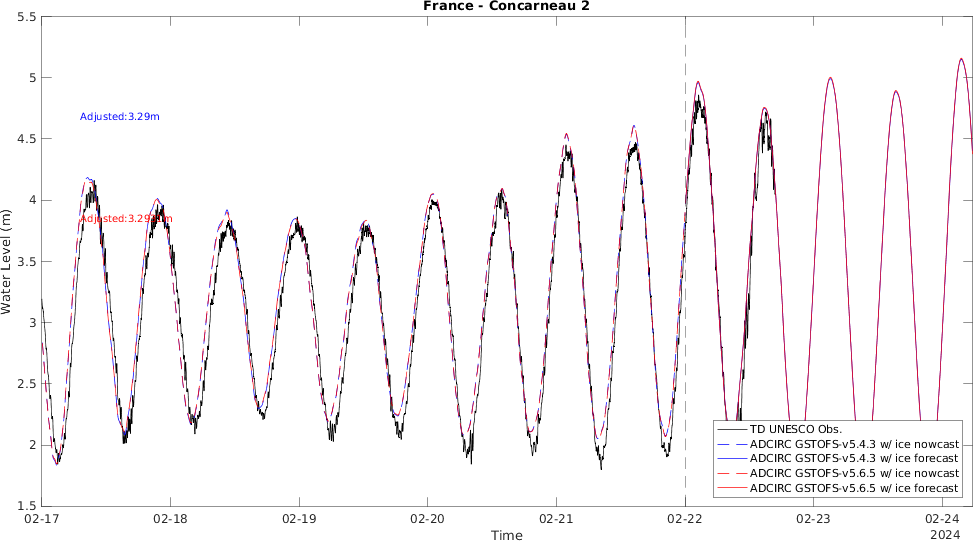 France - Concarneau 2
5.5
5
4.5
4
3.5
3
2.5
2
1.5
Water Level (m)
Adjusted:3.29m
TD UNESCO Obs.
ADCIRC GSTOFS-v5.4.3 w/ ice nowcast
ADCIRC GSTOFS-v5.4.3 w/ ice forecast
ADCIRC GSTOFS-v5.6.5 w/ ice nowcast
ADCIRC GSTOFS-v5.6.5 w/ ice forecast
02-17 02-18 02-19 02-20 02-21 02-22 02-23 02-24
Time
2024